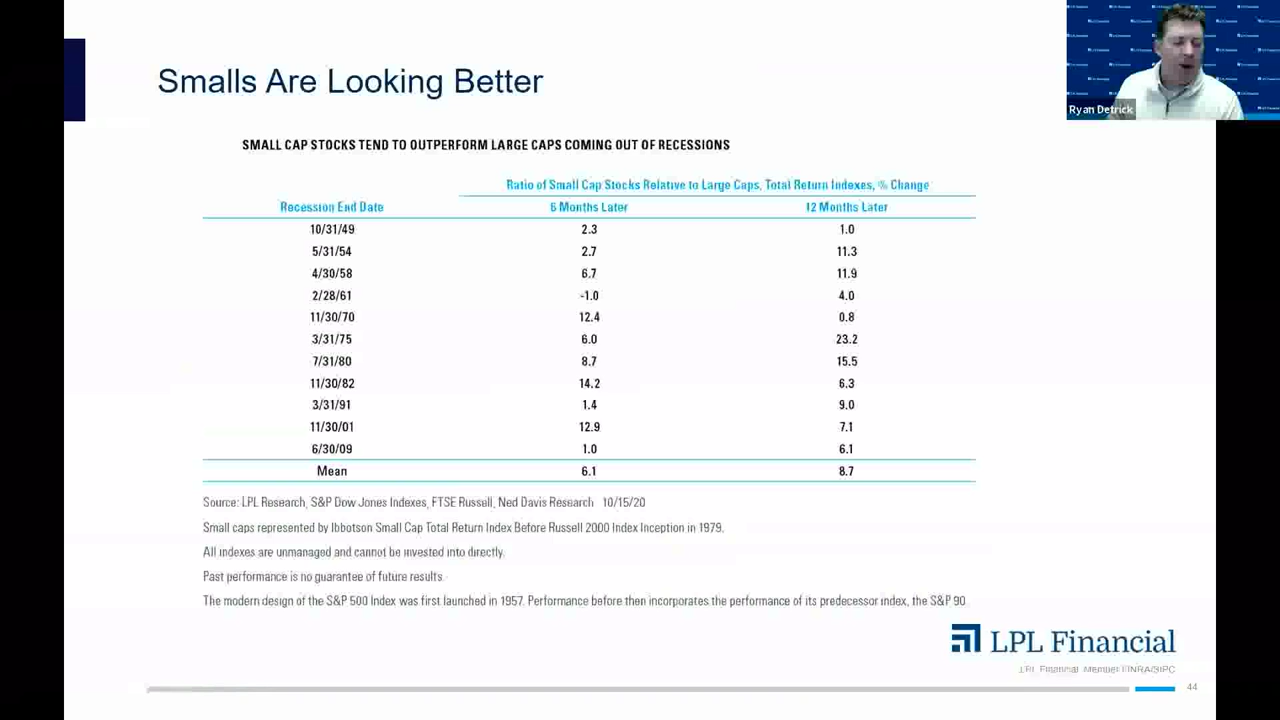 Smalls Are Looking Better
Ryan Detrick
SMALL CAP STOCKS TEND TO OUTPERFORM LARGE CAPS COMING OUT OF RECESSIONS
Ratio of Small Cap Stocks Relative to Large Caps, Total Return Indexes, % Change
Recession End Date 6 Months Later 12 Months Later
10/31/49 2.3 1.0
5/31/54 2.7 11.3
4/30/58 6.7 11.9
2/28/61 -1.0 4.0
11/30/70 12.4 0.8
3/31/75 6.0 23.2
7/31/80 8.7 15.5
11/30/82 14.2 6.3
3/31/91 1.4 9.0
11/30/01 12.9 7.1
6/30/09 1.0 6.1
Mean 6.1 8.7
Source: LPL Research, S&P Dow Jones Indexes, FTSE Russell, Ned Davis Research 10/15/20
Small caps represented by Ibbotson Small Cap Total Return Index Before Russell 2000 Index Inception in 1979.
All indexes are unmanaged and cannot be invested into directly.
Past performance is no guarantee of future results.
The modern design of the S&P 500 Index was first launched in 1957. Performance before then incorporates the performance of its predecessor index, the S&P 90
LPL Financial
LPL Financial Member FINRA/SIPC
44